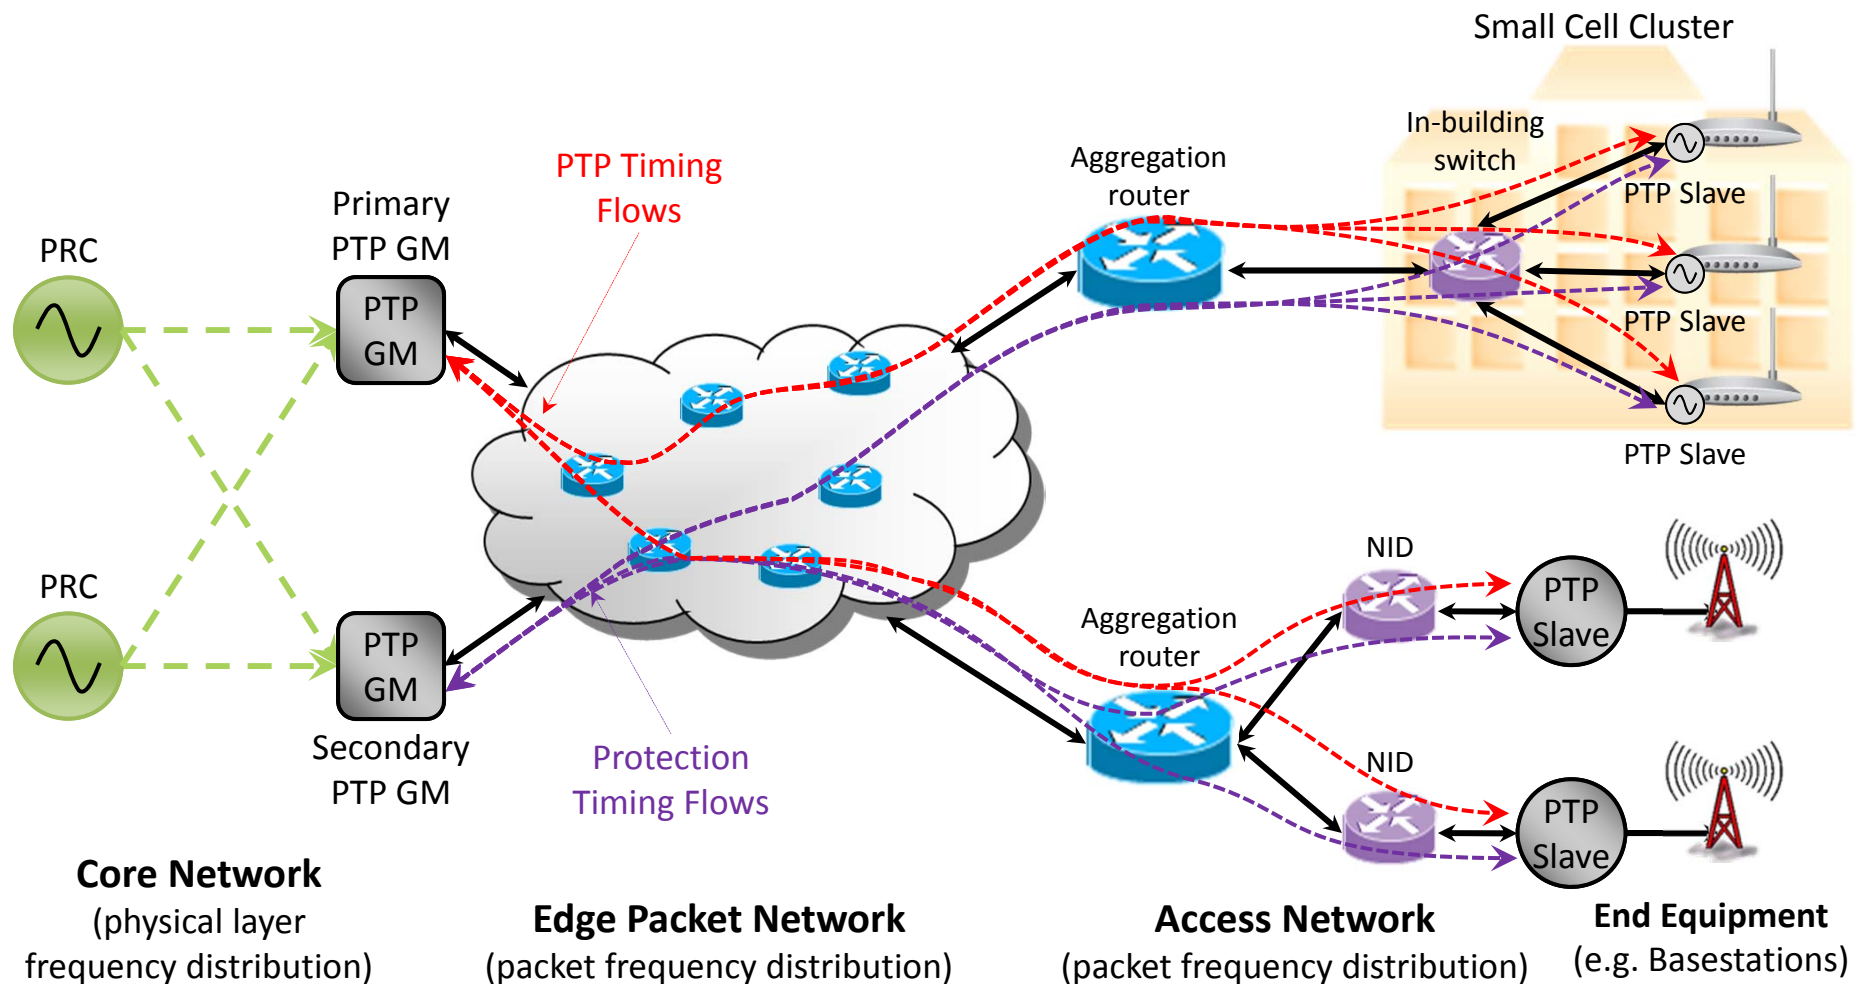 Small Cell Cluster
In-building
switch
Aggregation
router
PTP Timing
Flows
Primary
PTP GM
PRC
PTP
GM
PTP Slave
PTP Slave
PTP Slave
PRC
PTP
GM
Secondary
PTP GM
Protection
Timing Flows
Aggregation
router
NID
PTP
Slave
NID
PTP
Slave
Core Network
(physical layer
frequency distribution)
Edge Packet Network
(packet frequency distribution)
Access Network
(packet frequency distribution)
End Equipment
(e.g. Basestations)